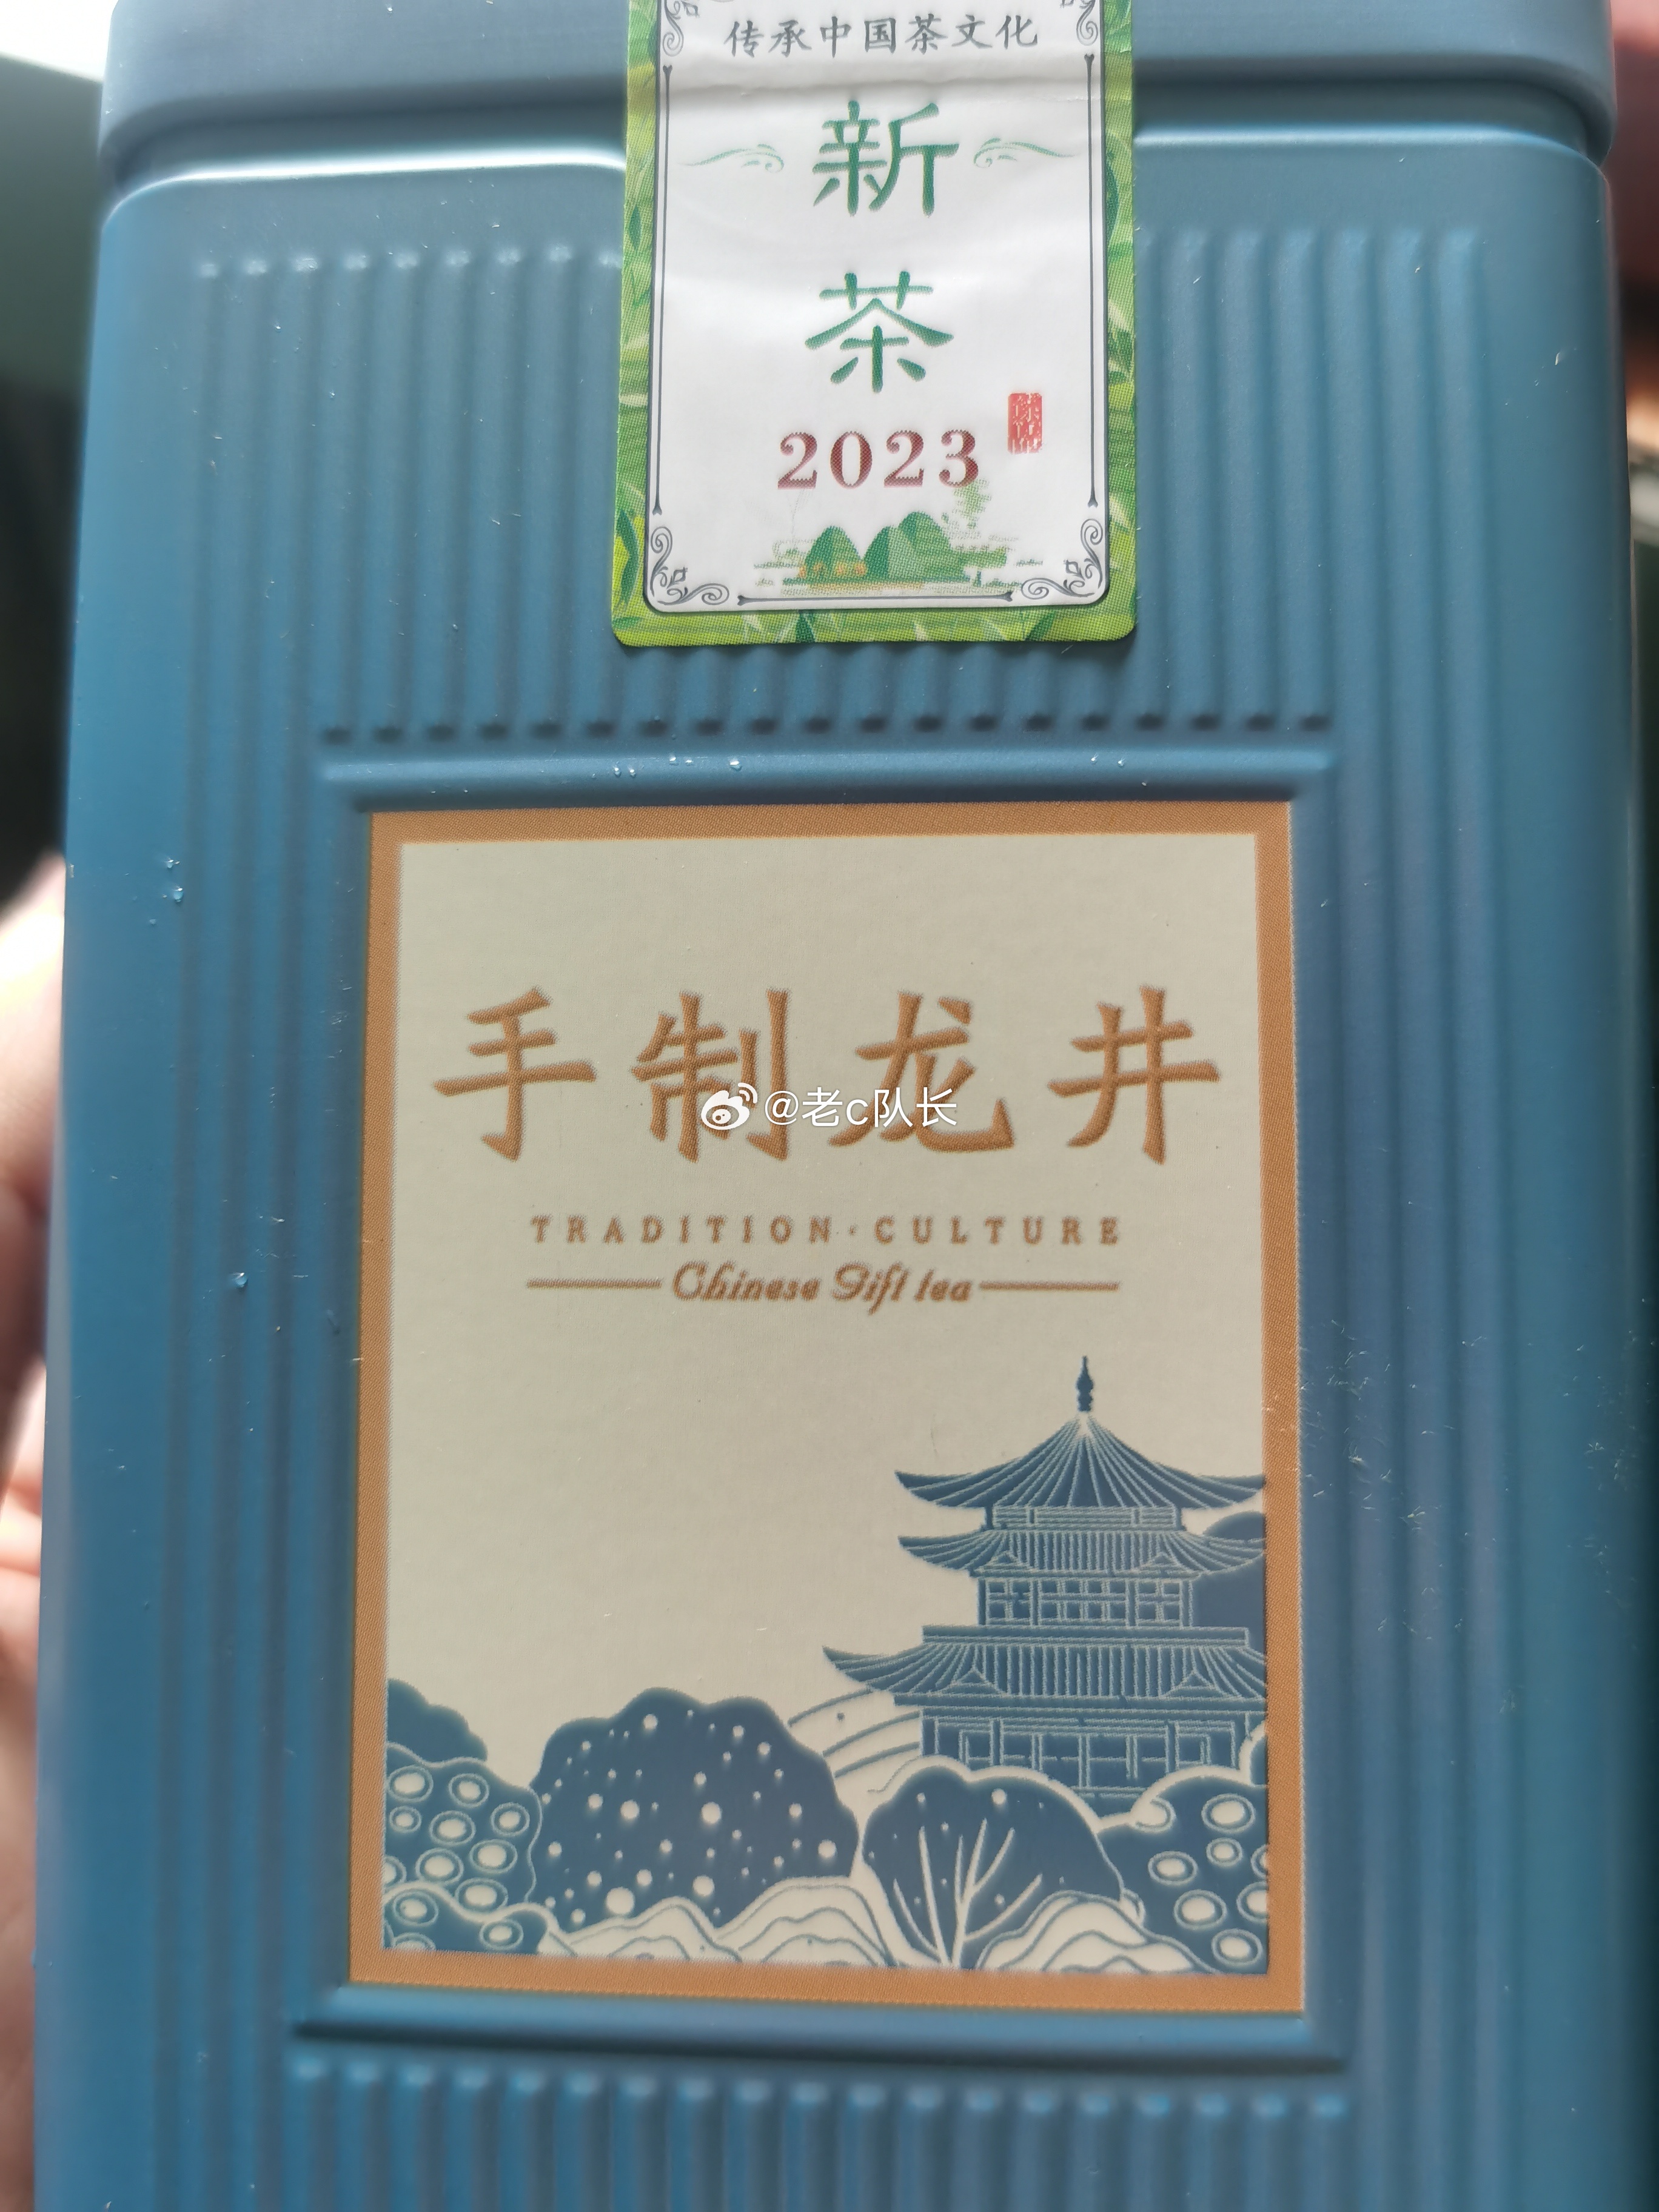 传承中国茶文化
新
茶
2023
手制龙井
@老c队长
TRADITION·CULTURE
Chinese Gift tea